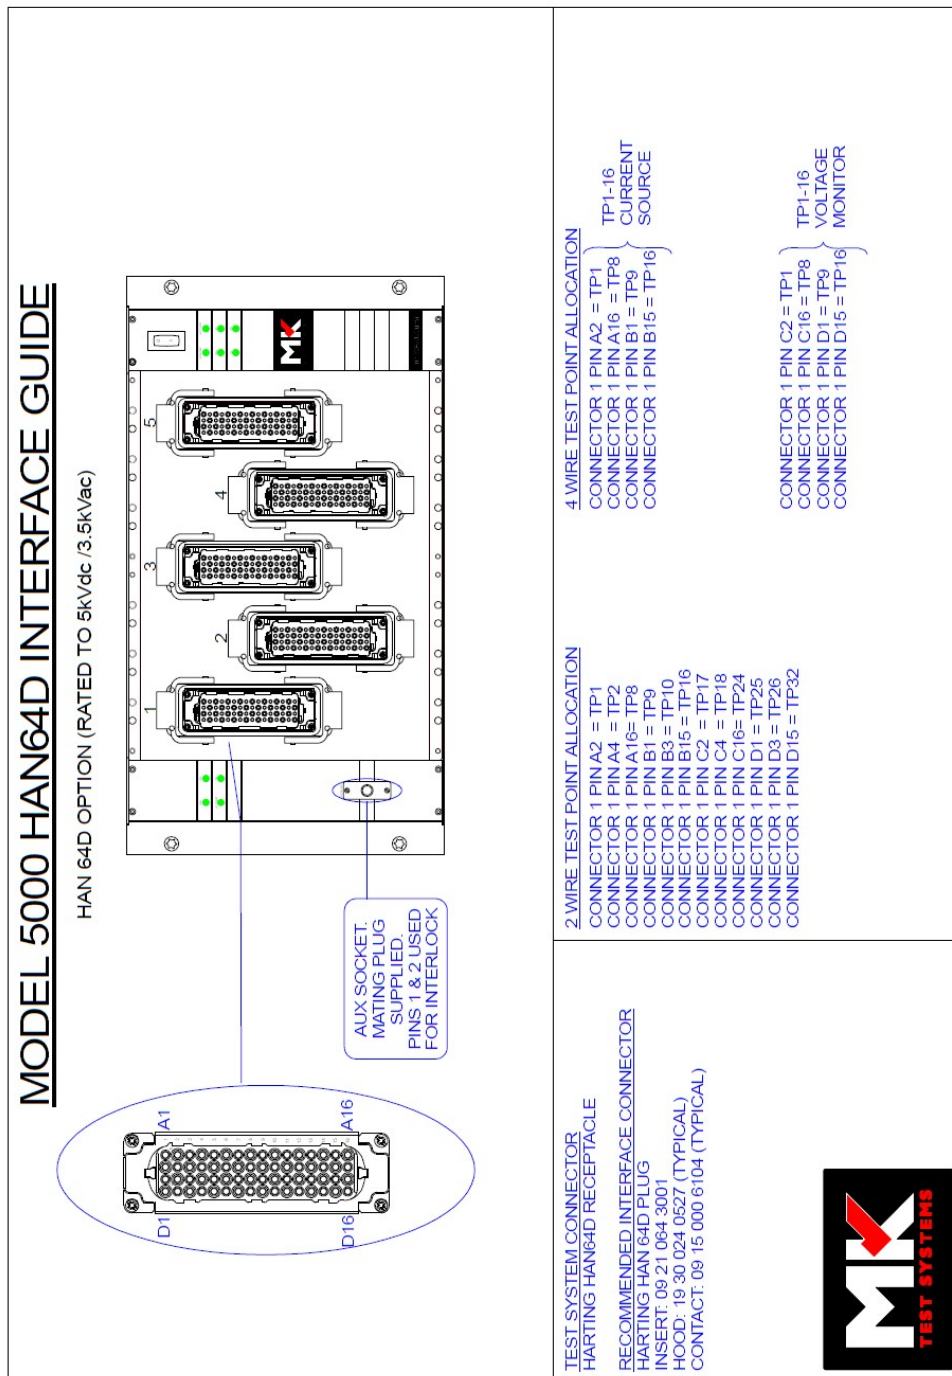 MODEL 5000 HAN64D INTERFACE GUIDE
HAN 64D OPTION (RATED TO 5kVdc /3.5kVac)
D1
A1
D16
A16
AUX SOCKET.
MATING PLUG
SUPPLIED.
PINS 1 & 2 USED
FOR INTERLOCK
1
2
3
4
5
MK
TEST SYSTEM CONNECTOR
HARTING HAN64D RECEPTACLE
RECOMMENDED INTERFACE CONNECTOR
HARTING HAN 64D PLUG
INSERT: 09 21 064 3001
HOOD: 19 30 024 0527 (TYPICAL)
CONTACT: 09 15 000 6104 (TYPICAL)
MK
TEST SYSTEMS
2 WIRE TEST POINT ALLOCATION
CONNECTOR 1 PIN A2 = TP1
CONNECTOR 1 PIN A4 = TP2
CONNECTOR 1 PIN A16= TP8
CONNECTOR 1 PIN B1 = TP9
CONNECTOR 1 PIN B3 = TP10
CONNECTOR 1 PIN B15 = TP16
CONNECTOR 1 PIN C2 = TP17
CONNECTOR 1 PIN C4 = TP18
CONNECTOR 1 PIN C16= TP24
CONNECTOR 1 PIN D1 = TP25
CONNECTOR 1 PIN D3 = TP26
CONNECTOR 1 PIN D15 = TP32
4 WIRE TEST POINT ALLOCATION
CONNECTOR 1 PIN A2 = TP1
CONNECTOR 1 PIN A16 = TP8
CONNECTOR 1 PIN B1 = TP9
CONNECTOR 1 PIN B15 = TP16
TP1-16
CURRENT
SOURCE
CONNECTOR 1 PIN C2 = TP1
CONNECTOR 1 PIN C16 = TP8
CONNECTOR 1 PIN D1 = TP9
CONNECTOR 1 PIN D15 = TP16
TP1-16
VOLTAGE
MONITOR